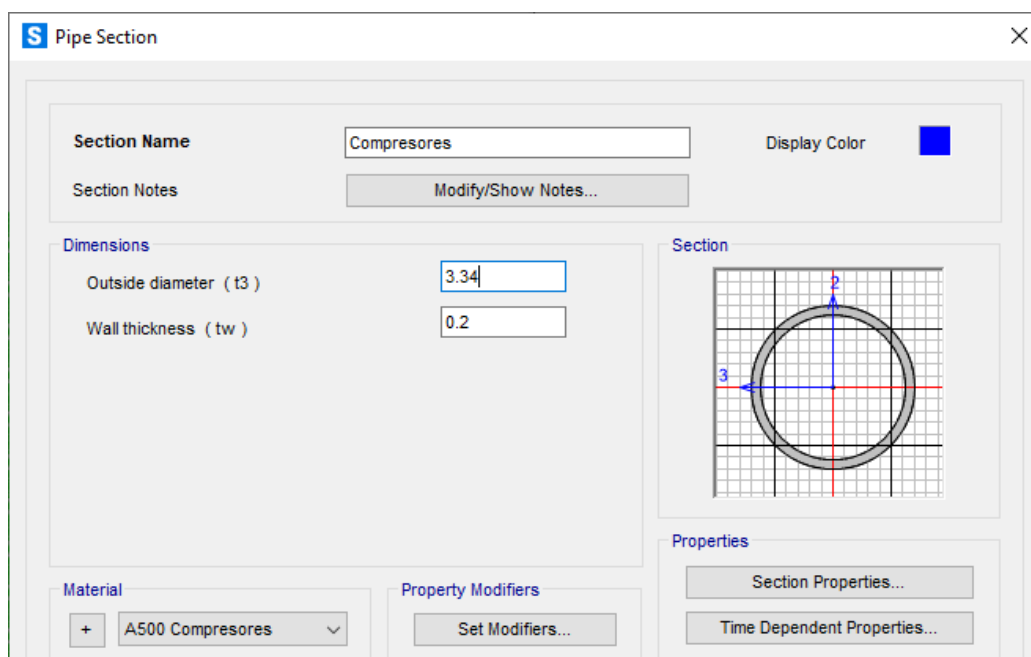 S Pipe Section
Section Name Compresores Display Color
Section Notes Modify/Show Notes...
Dimensions
Outside diameter ( t3 ) 3.34
Wall thickness ( tw ) 0.2
Section
2
3
Properties
Section Properties...
Time Dependent Properties...
Material
+ A500 Compresores
Property Modifiers
Set Modifiers...